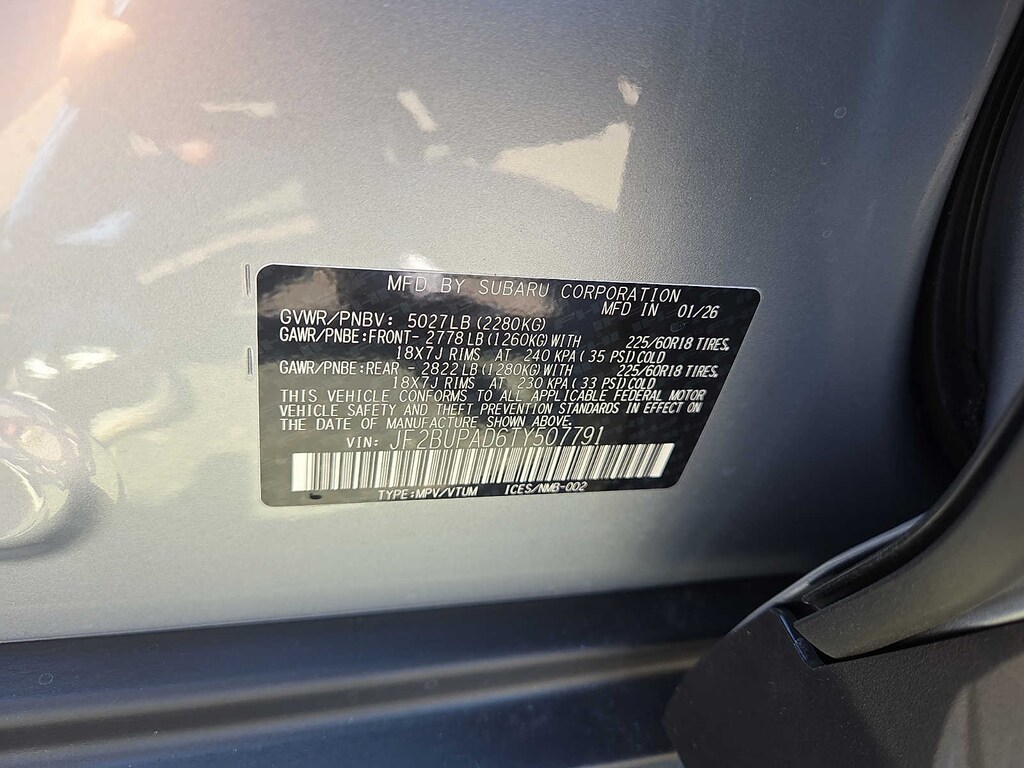 MFD BY SUBARU CORPORATION
MFD IN 01/26
GVWR/PNBV: 5027LB(2280KG)
GAWR/PNBE:FRONT- 2778LB(1260KG)WITH 225/60R18 TIRES,
18X7J RIMS AT 240 KPA(35 PSI)COLD
GAWR/PNBE:REAR - 2822LB(1280KG)WITH 225/60R18 TIRES,
18X7J RIMS AT 230 KPA(33 PSI)COLD
THIS VEHICLE CONFORMS TO ALL APPLICABLE FEDERAL MOTOR
VEHICLE SAFETY AND THEFT PREVENTION STANDARDS IN EFFECT ON
THE DATE OF MANUFACTURE SHOWN ABOVE.
VIN: JF2BUPAD6TY507791
TYPE:MPV/VTUM ICES/NMB-002